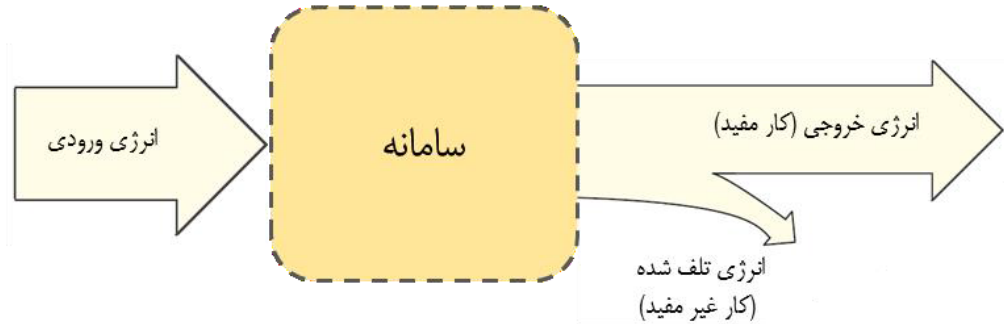 انرژی ورودی
سامانه
انرژی خروجی (کار مفید)
انرژی تلف شده
(کار غیر مفید)